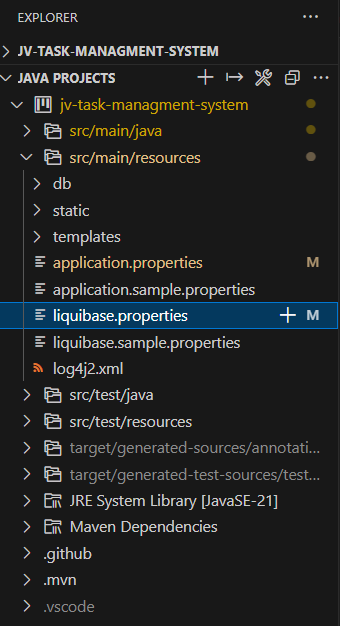 EXPLORER
JV-TASK-MANAGMENT-SYSTEM
JAVA PROJECTS
jv-task-managment-system
src/main/java
src/main/resources
db
static
templates
application.properties M
application.sample.properties
liquibase.properties M
liquibase.sample.properties
log4j2.xml
src/test/java
src/test/resources
target/generated-sources/annotati...
target/generated-test-sources/test...
JRE System Library [JavaSE-21]
Maven Dependencies
.github
.mvn
.vscode